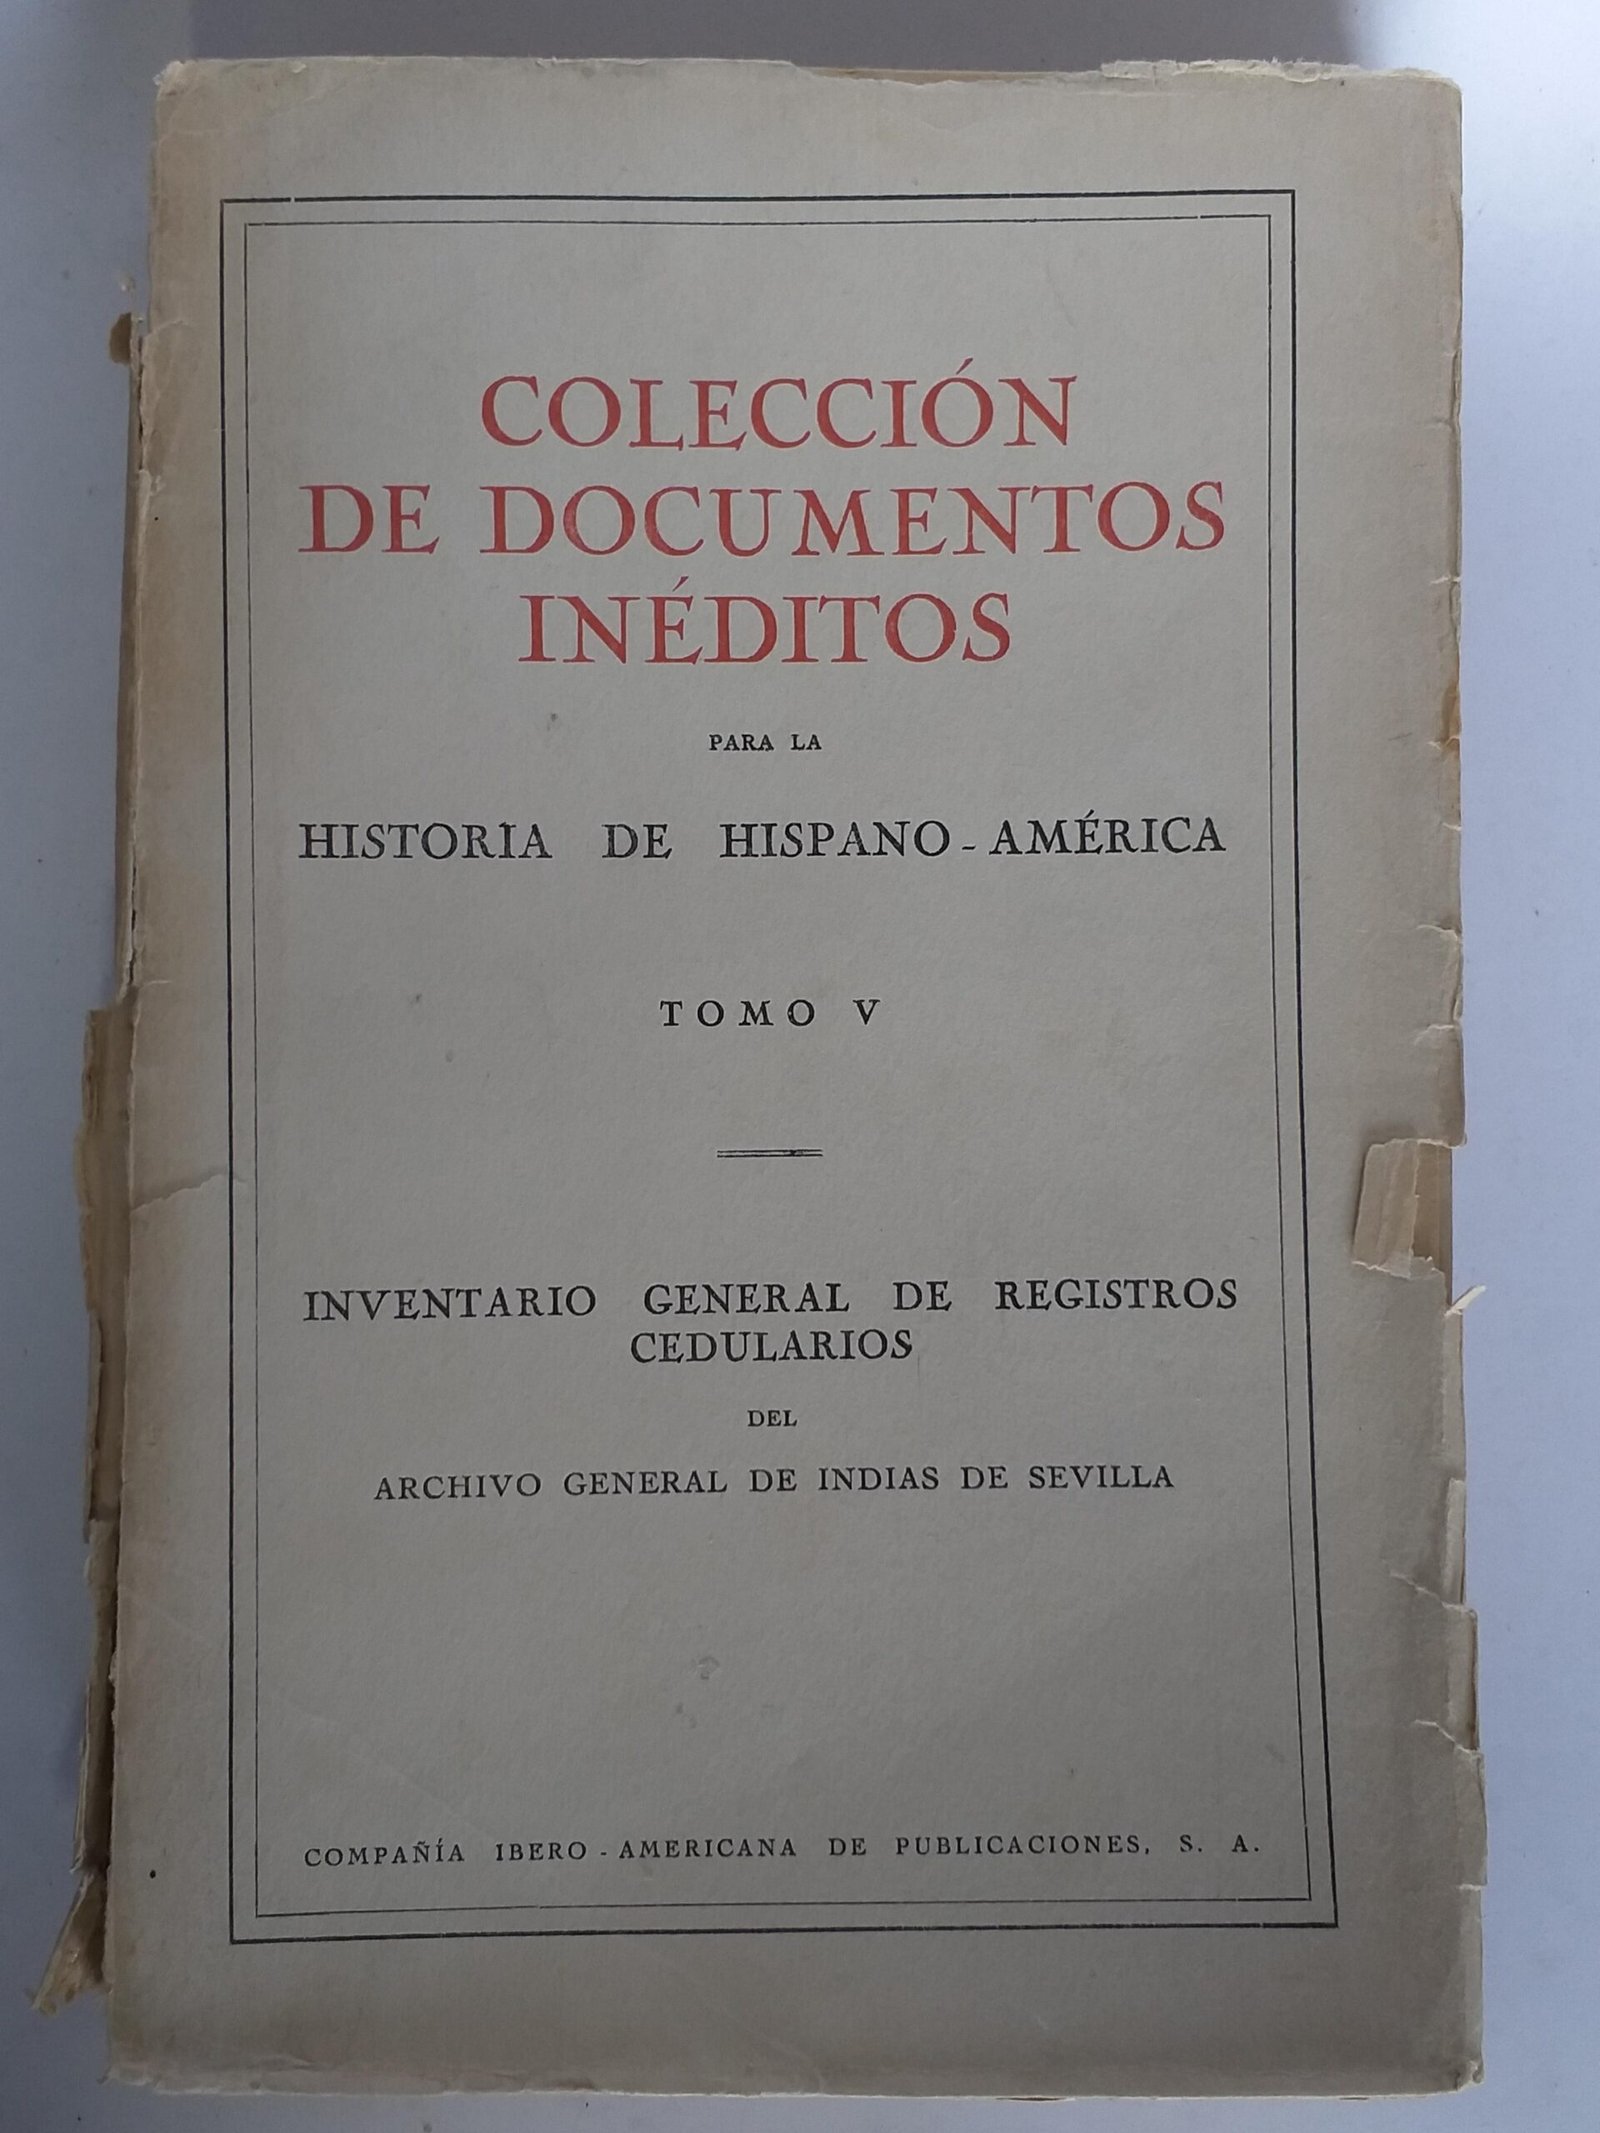 COLECCIÓN
DE DOCUMENTOS
INÉDITOS
PARA LA
HISTORIA DE HISPANO-AMÉRICA
TOMO V
INVENTARIO GENERAL DE REGISTROS
CEDULARIOS
DEL
ARCHIVO GENERAL DE INDIAS DE SEVILLA
COMPAÑÍA IBERO-AMERICANA DE PUBLICACIONES, S. A.